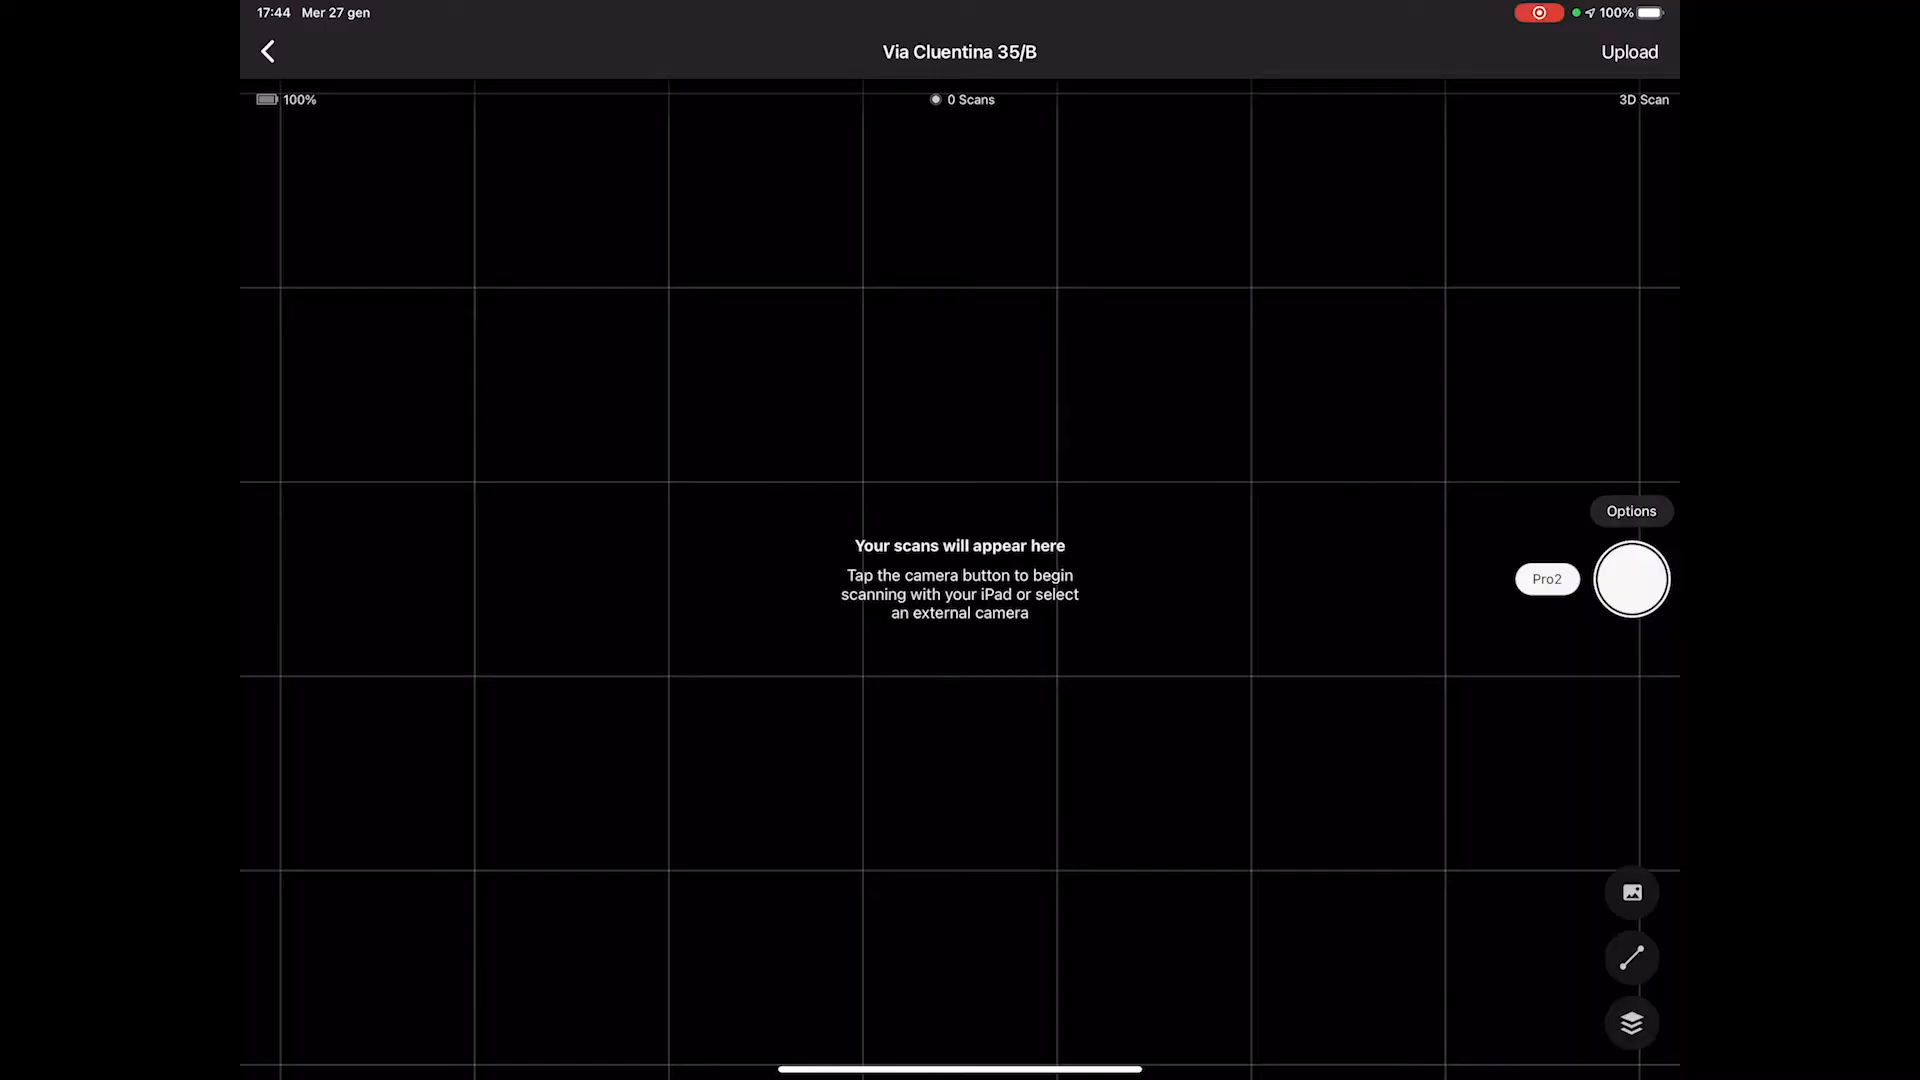 17:44 Mer 27 gen
100%
Via Cluentina 35/B
Upload
100%
0 Scans
3D Scan
Options
Your scans will appear here
Pro2
Tap the camera button to begin
scanning with your iPad or select
an external camera